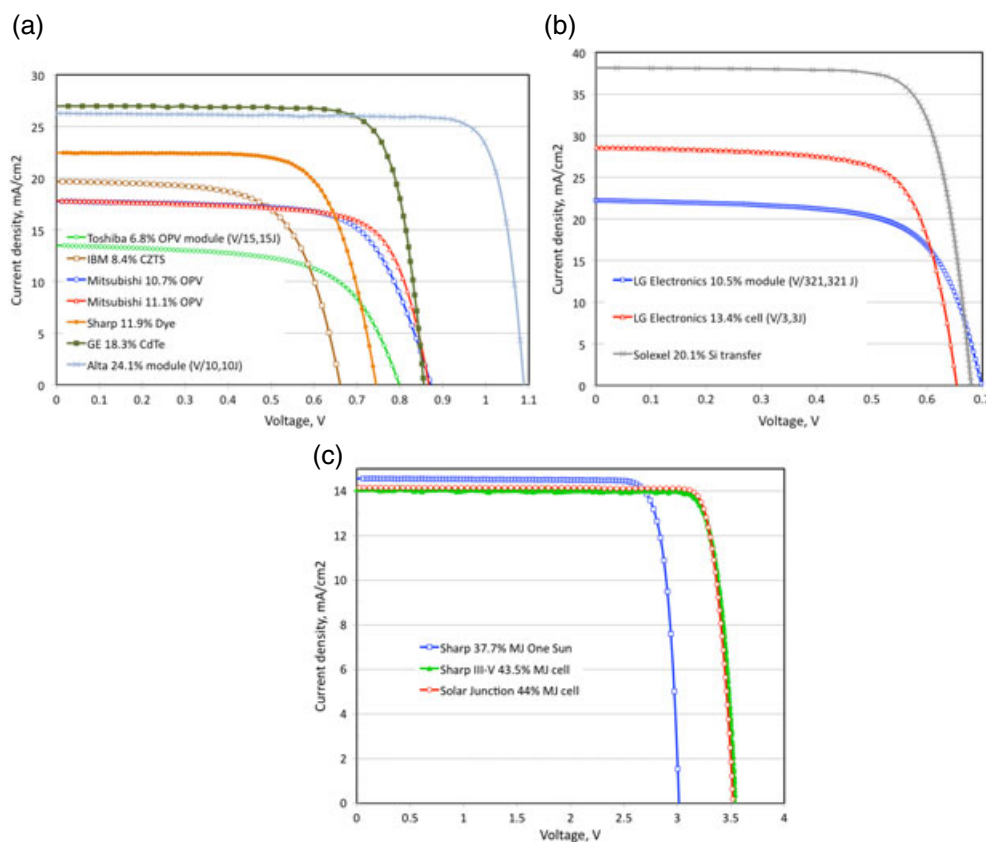 (a)
30
25
20
15
10
5
0
Current density, mA/cm2
Toshiba 6.8% OPV module (V/15,15J)
IBM 8.4% CZTS
Mitsubishi 10.7% OPV
Mitsubishi 11.1% OPV
Sharp 11.9% Dye
GE 18.3% CdTe
Alta 24.1% module (V/10,10J)
0 0.1 0.2 0.3 0.4 0.5 0.6 0.7 0.8 0.9 1 1.1
Voltage, V
(b)
40
35
30
25
20
15
10
5
0
Current density, mA/cm2
LG Electronics 10.5% module (V/321,321 J)
LG Electronics 13.4% cell (V/3,3J)
Solexel 20.1% Si transfer
0 0.1 0.2 0.3 0.4 0.5 0.6 0.7
Voltage, V
(c)
14
12
10
8
6
4
2
0
Current density, mA/cm2
Sharp 37.7% MJ One Sun
Sharp III-V 43.5% MJ cell
Solar Junction 44% MJ cell
0 0.5 1 1.5 2 2.5 3 3.5 4
Voltage, V